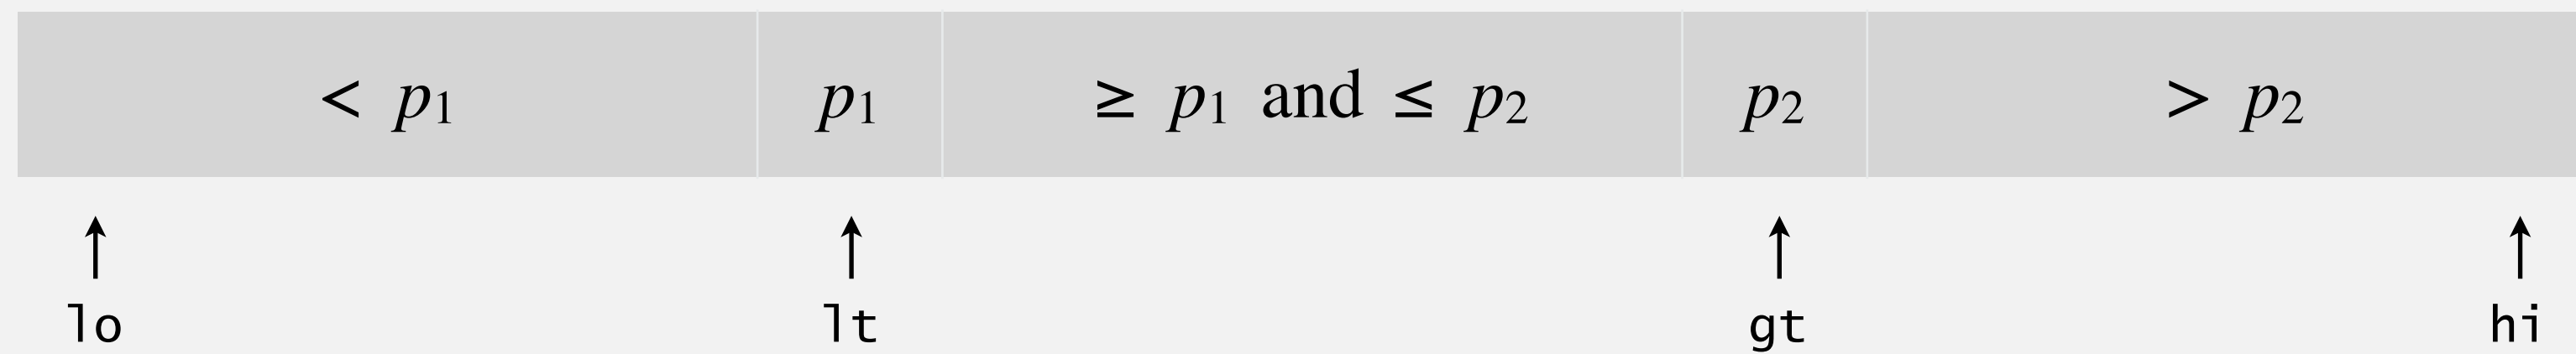 < p₁ p₁ ≥ p₁ and ≤ p₂ p₂ > p₂
lo lt gt hi